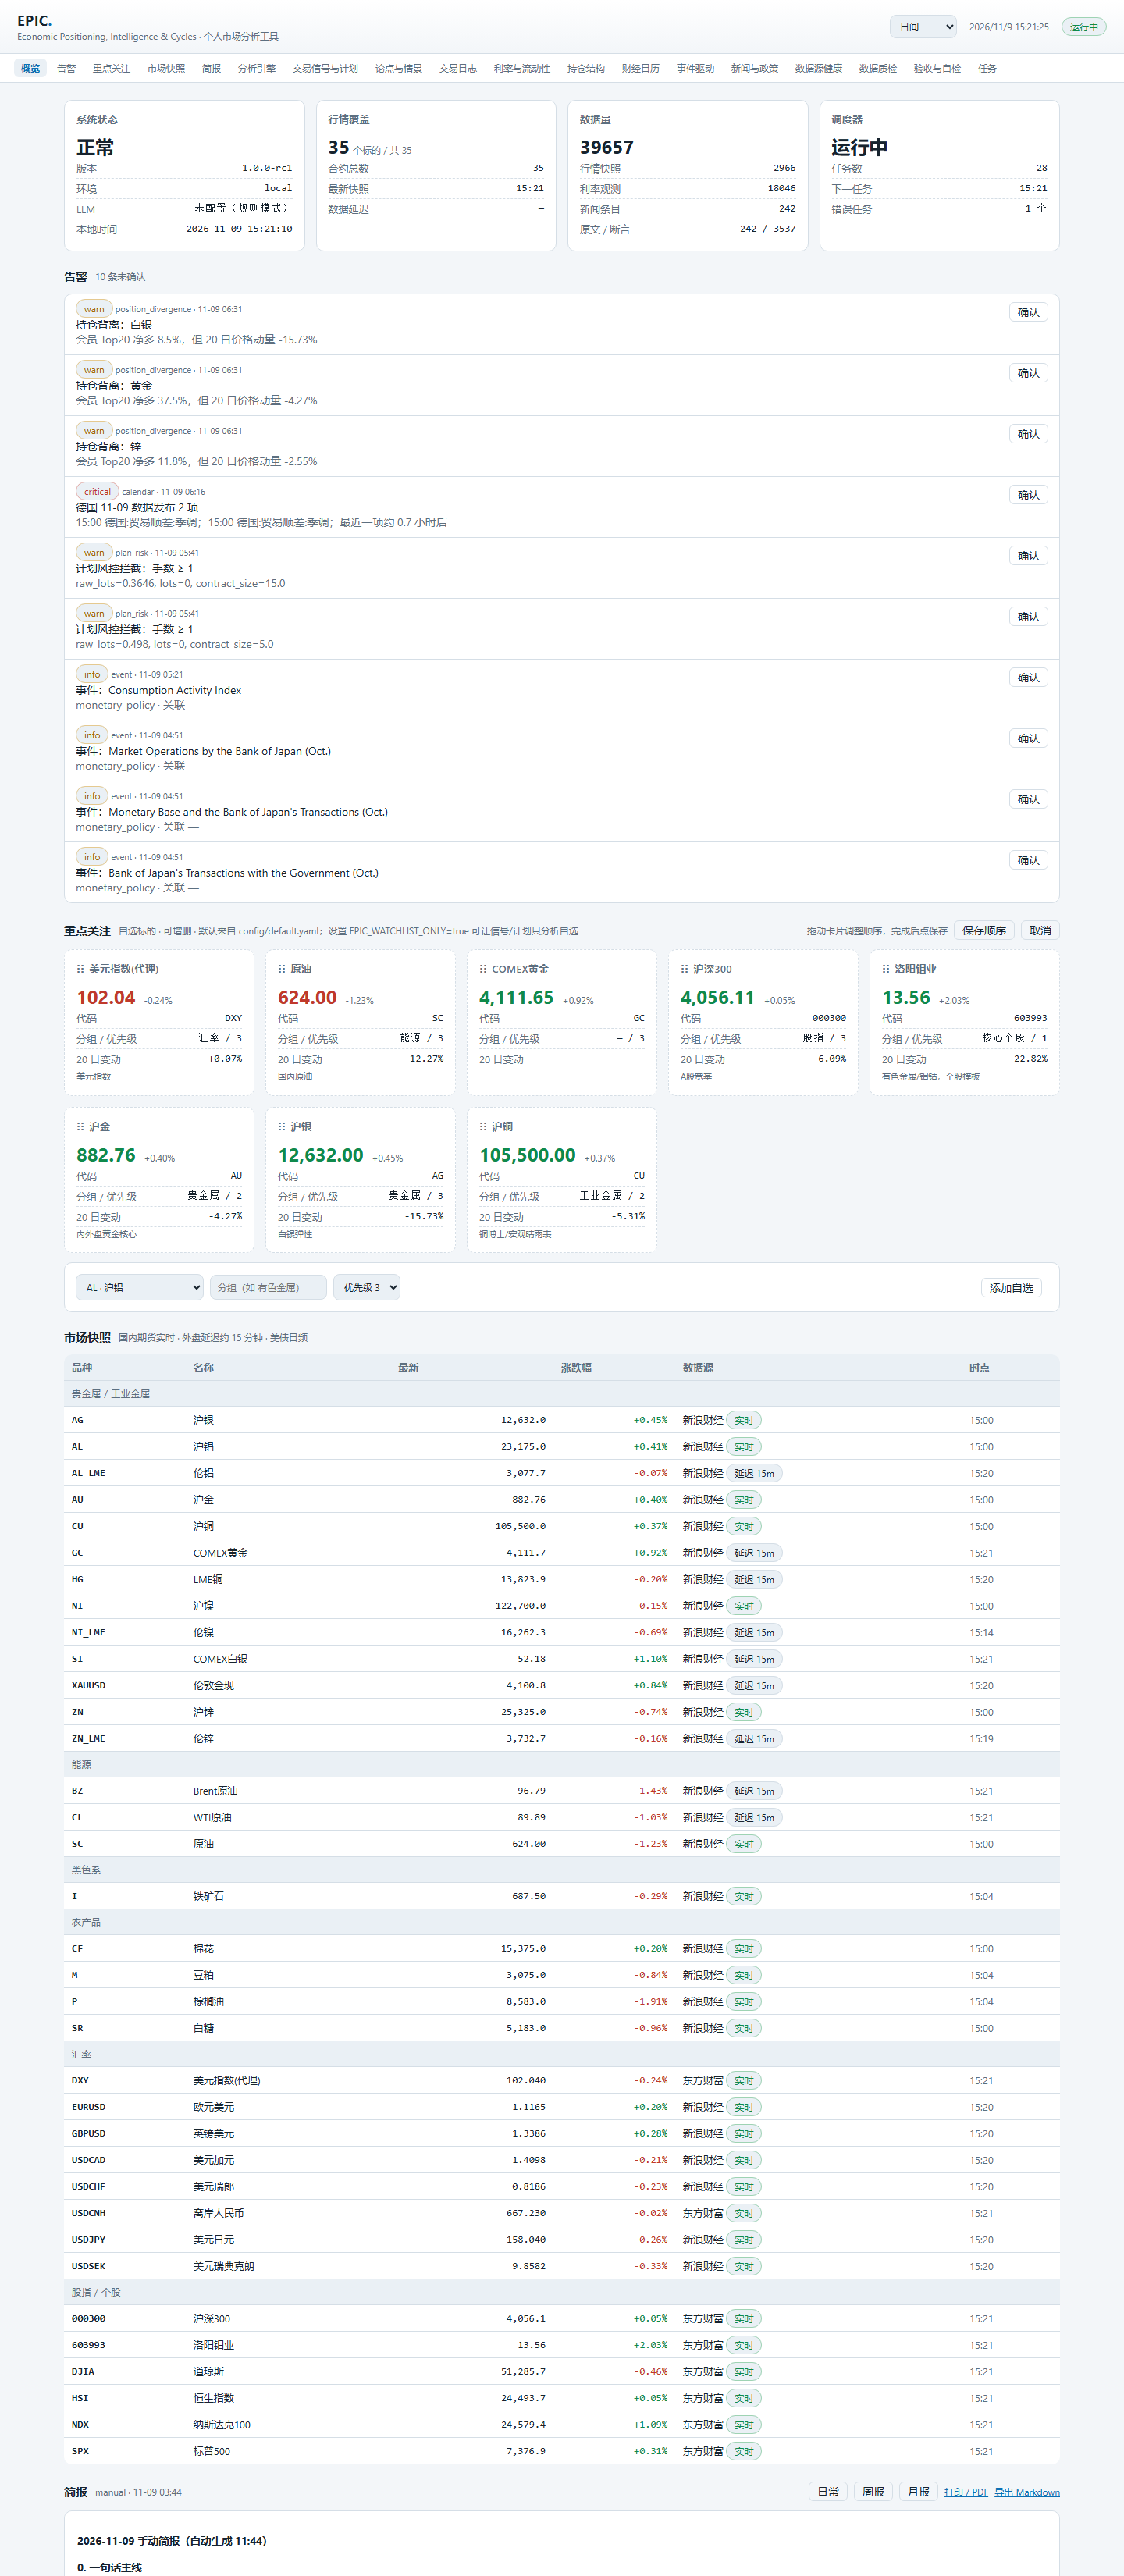 EPIC.
Economic Positioning, Intelligence & Cycles · 个人市场分析工具
日间 2026/11/9 15:21:25 运行中
概览 告警 重点关注 市场快照 简报 分析引擎 交易信号与计划 论点与情景 交易日志 利率与流动性 持仓结构 财经日历 事件驱动 新闻与政策 数据源健康 数据质检 验收与自检 任务
系统状态
正常
版本 1.0.0-rc1
环境 local
LLM 未配置（规则模式）
本地时间 2026-11-09 15:21:10
行情覆盖
35 个标的 / 共 35
合约总数 35
最新快照 15:21
数据延迟 —
数据量
39657
行情快照 2966
利率观测 18046
新闻条目 242
原文 / 断言 242 / 3537
调度器
运行中
任务数 28
下一任务 15:21
错误任务 1 个
告警 10 条未确认
warn position_divergence · 11-09 06:31
持仓背离：白银
会员 Top20 净多 8.5%，但 20 日价格动量 -15.73%
确认
warn position_divergence · 11-09 06:31
持仓背离：黄金
会员 Top20 净多 37.5%，但 20 日价格动量 -4.27%
确认
warn position_divergence · 11-09 06:31
持仓背离：锌
会员 Top20 净多 11.8%，但 20 日价格动量 -2.55%
确认
critical calendar · 11-09 06:16
德国 11-09 数据发布 2 项
15:00 德国:贸易顺差:季调；15:00 德国:贸易顺差:季调；最近一项约 0.7 小时后
确认
warn plan_risk · 11-09 05:41
计划风控拦截：手数 ≥ 1
raw_lots=0.3646, lots=0, contract_size=15.0
确认
warn plan_risk · 11-09 05:41
计划风控拦截：手数 ≥ 1
raw_lots=0.498, lots=0, contract_size=5.0
确认
info event · 11-09 05:21
事件：Consumption Activity Index
monetary_policy · 关联 —
确认
info event · 11-09 04:51
事件：Market Operations by the Bank of Japan (Oct.)
monetary_policy · 关联 —
确认
info event · 11-09 04:51
事件：Monetary Base and the Bank of Japan's Transactions (Oct.)
monetary_policy · 关联 —
确认
info event · 11-09 04:51
事件：Bank of Japan's Transactions with the Government (Oct.)
monetary_policy · 关联 —
确认
重点关注 自选标的 · 可增删 · 默认来自 config/default.yaml；设置 EPIC_WATCHLIST_ONLY=true 可让信号/计划只分析自选 拖动卡片调整顺序，完成后点保存 保存顺序 取消
⠿ 美元指数(代理)
102.04 -0.24%
代码 DXY
分组 / 优先级 汇率 / 3
20 日变动 +0.07%
美元指数
⠿ 原油
624.00 -1.23%
代码 SC
分组 / 优先级 能源 / 3
20 日变动 -12.27%
国内原油
⠿ COMEX黄金
4,111.65 +0.92%
代码 GC
分组 / 优先级 — / 3
20 日变动 —
⠿ 沪深300
4,056.11 +0.05%
代码 000300
分组 / 优先级 股指 / 3
20 日变动 -6.09%
A股宽基
⠿ 洛阳钼业
13.56 +2.03%
代码 603993
分组 / 优先级 核心个股 / 1
20 日变动 -22.82%
有色金属/钼钴，个股模板
⠿ 沪金
882.76 +0.40%
代码 AU
分组 / 优先级 贵金属 / 2
20 日变动 -4.27%
内外盘黄金核心
⠿ 沪银
12,632.00 +0.45%
代码 AG
分组 / 优先级 贵金属 / 3
20 日变动 -15.73%
白银弹性
⠿ 沪铜
105,500.00 +0.37%
代码 CU
分组 / 优先级 工业金属 / 2
20 日变动 -5.31%
铜博士/宏观晴雨表
AL · 沪铝 分组（如 有色金属） 优先级 3 添加自选
市场快照 国内期货实时 · 外盘延迟约 15 分钟 · 美债日频
品种 名称 最新 涨跌幅 数据源 时点
贵金属 / 工业金属
AG 沪银 12,632.0 +0.45% 新浪财经 实时 15:00
AL 沪铝 23,175.0 +0.41% 新浪财经 实时 15:00
AL_LME 伦铝 3,077.7 -0.07% 新浪财经 延迟 15m 15:20
AU 沪金 882.76 +0.40% 新浪财经 实时 15:00
CU 沪铜 105,500.0 +0.37% 新浪财经 实时 15:00
GC COMEX黄金 4,111.7 +0.92% 新浪财经 延迟 15m 15:21
HG LME铜 13,823.9 -0.20% 新浪财经 延迟 15m 15:20
NI 沪镍 122,700.0 -0.15% 新浪财经 实时 15:00
NI_LME 伦镍 16,262.3 -0.69% 新浪财经 延迟 15m 15:14
SI COMEX白银 52.18 +1.10% 新浪财经 延迟 15m 15:21
XAUUSD 伦敦金现 4,100.8 +0.84% 新浪财经 延迟 15m 15:20
ZN 沪锌 25,325.0 -0.74% 新浪财经 实时 15:00
ZN_LME 伦锌 3,732.7 -0.16% 新浪财经 延迟 15m 15:19
能源
BZ Brent原油 96.79 -1.43% 新浪财经 延迟 15m 15:21
CL WTI原油 89.89 -1.03% 新浪财经 延迟 15m 15:21
SC 原油 624.00 -1.23% 新浪财经 实时 15:00
黑色系
I 铁矿石 687.50 -0.29% 新浪财经 实时 15:04
农产品
CF 棉花 15,375.0 +0.20% 新浪财经 实时 15:00
M 豆粕 3,075.0 -0.84% 新浪财经 实时 15:04
P 棕榈油 8,583.0 -1.91% 新浪财经 实时 15:04
SR 白糖 5,183.0 -0.96% 新浪财经 实时 15:00
汇率
DXY 美元指数(代理) 102.040 -0.24% 东方财富 实时 15:21
EURUSD 欧元美元 1.1165 +0.20% 新浪财经 实时 15:20
GBPUSD 英镑美元 1.3386 +0.28% 新浪财经 实时 15:20
USDCAD 美元加元 1.4098 -0.21% 新浪财经 实时 15:20
USDCHF 美元瑞郎 0.8186 -0.23% 新浪财经 实时 15:20
USDCNH 离岸人民币 667.230 -0.02% 东方财富 实时 15:21
USDJPY 美元日元 158.040 -0.26% 新浪财经 实时 15:20
USDSEK 美元瑞典克朗 9.8582 -0.33% 新浪财经 实时 15:20
股指 / 个股
000300 沪深300 4,056.1 +0.05% 东方财富 实时 15:21
603993 洛阳钼业 13.56 +2.03% 东方财富 实时 15:21
DJIA 道琼斯 51,285.7 -0.46% 东方财富 实时 15:21
HSI 恒生指数 24,493.7 +0.05% 东方财富 实时 15:21
NDX 纳斯达克100 24,579.4 +1.09% 东方财富 实时 15:21
SPX 标普500 7,376.9 +0.31% 东方财富 实时 15:21
简报 manual · 11-09 03:44 日常 周报 月报 打印 / PDF 导出 Markdown
2026-11-09 手动简报（自动生成 11:44）
0. 一句话主线